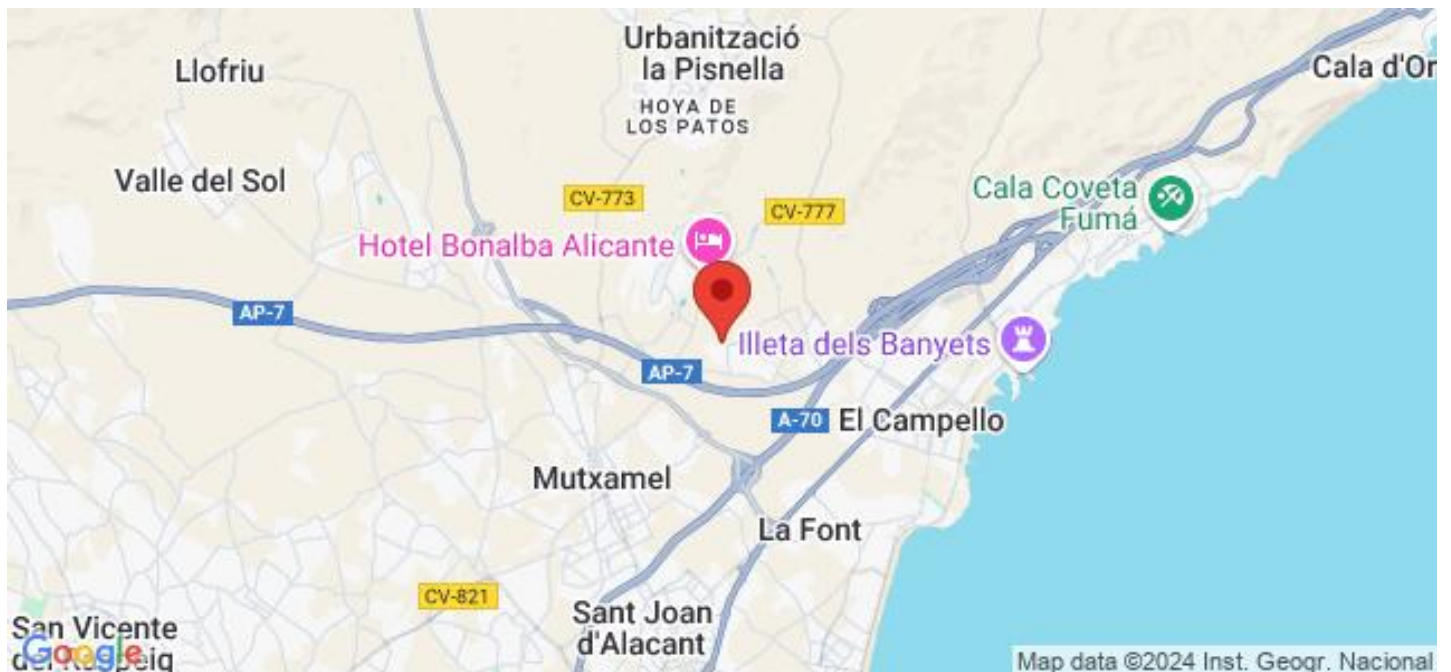 Urbanització
la Pisnella
Llofriu
Cala d'Or
HOYA DE
LOS PATOS
Valle del Sol
CV-773
CV-777
Cala Coveta
Fumá
Hotel Bonalba Alicante
AP-7
Illeta dels Banyets
AP-7
A-70
El Campello
Mutxamel
La Font
CV-821
Sant Joan
d'Alacant
San Vicente
Google
Map data ©2024 Inst. Geogr. Nacional